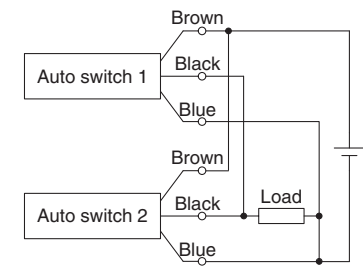 Brown
Auto switch 1
Black
Blue
Brown
Auto switch 2
Black
Load
Blue